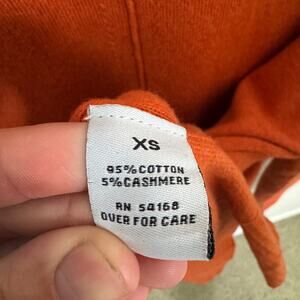 XS
95%COTTON
5%CASHMERE
RN 54168
OVER FOR CARE